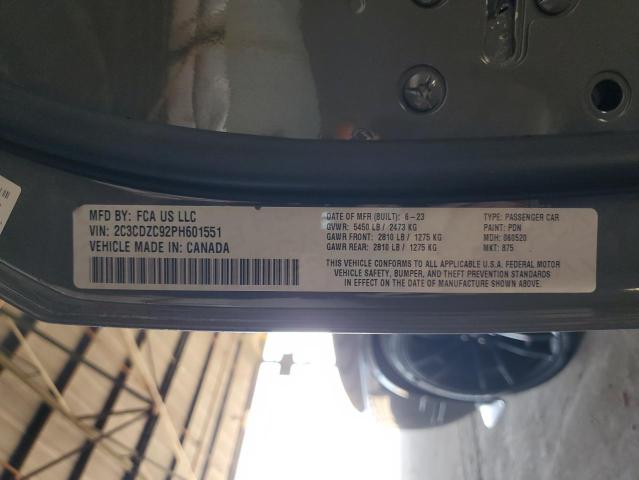 MFD BY: FCA US LLC
VIN: 2C3CDZC92PH601551
VEHICLE MADE IN: CANADA
DATE OF MFR (BUILT): 6-23
GVWR: 5450 LB / 2473 KG
GAWR FRONT: 2810 LB / 1275 KG
GAWR REAR: 2810 LB / 1275 KG
TYPE: PASSENGER CAR
PAINT: PDN
MDH: 060520
MKT: 875
THIS VEHICLE CONFORMS TO ALL APPLICABLE U.S.A. FEDERAL MOTOR
VEHICLE SAFETY, BUMPER, AND THEFT PREVENTION STANDARDS
IN EFFECT ON THE DATE OF MANUFACTURE SHOWN ABOVE.